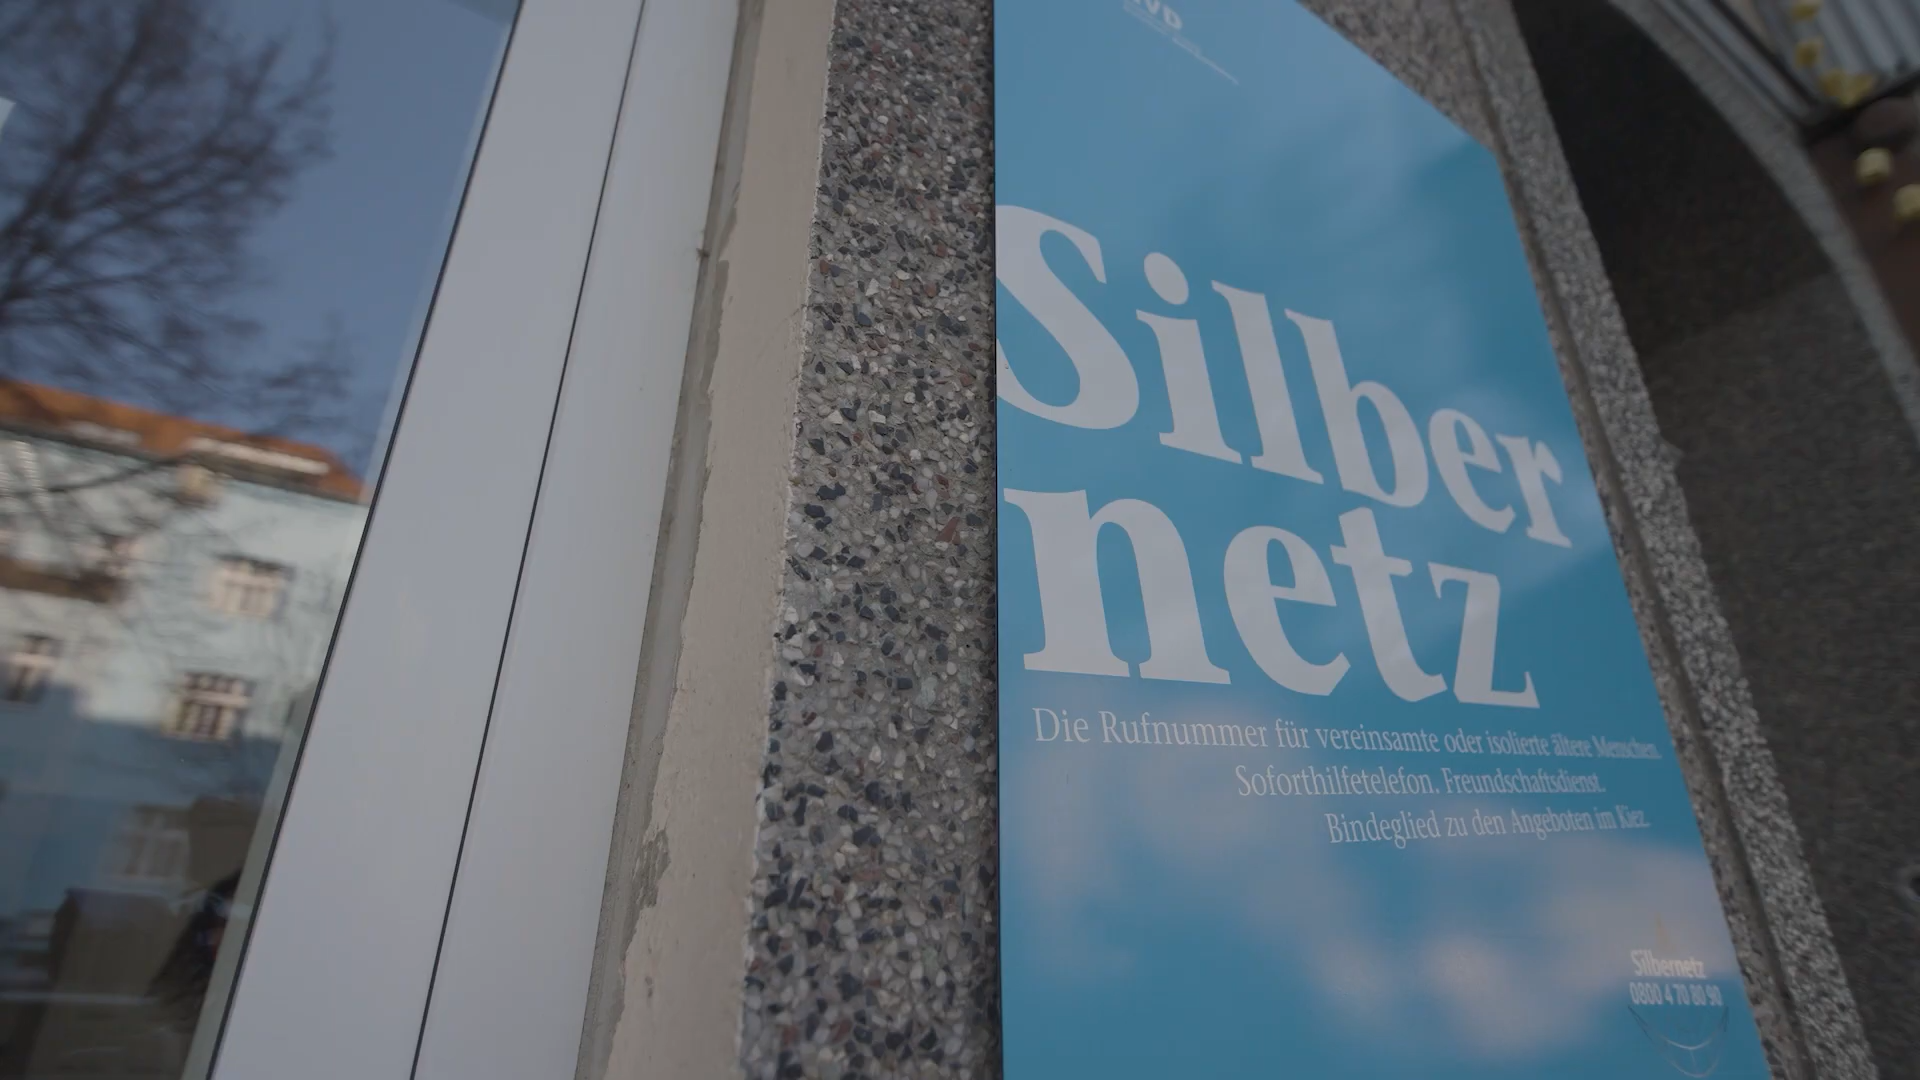 Silber
netz
Die Rufnummer für vereinsamte oder isolierte ältere Menschen.
Soforthilfetelefon. Freundschaftsdienst.
Bindeglied zu den Angeboten im Kiez.
Silbernetz
0800 4 70 80 90